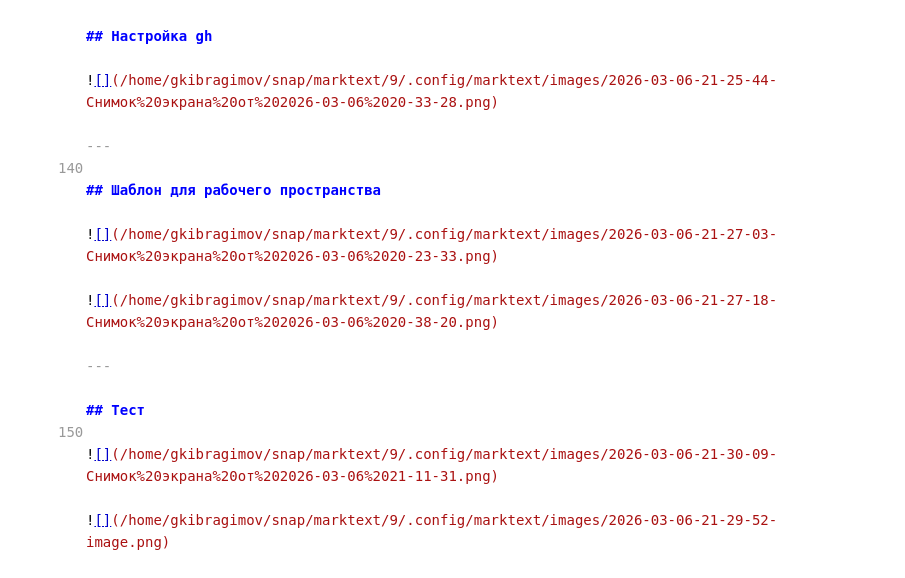 ## Настройка gh
![](/home/gkibragimov/snap/marktext/9/.config/marktext/images/2026-03-06-21-25-44-
Снимок%20экрана%20от%202026-03-06%2020-33-28.png)
---
140
## Шаблон для рабочего пространства
![](/home/gkibragimov/snap/marktext/9/.config/marktext/images/2026-03-06-21-27-03-
Снимок%20экрана%20от%202026-03-06%2020-23-33.png)
![](/home/gkibragimov/snap/marktext/9/.config/marktext/images/2026-03-06-21-27-18-
Снимок%20экрана%20от%202026-03-06%2020-38-20.png)
---
## Тест
150
![](/home/gkibragimov/snap/marktext/9/.config/marktext/images/2026-03-06-21-30-09-
Снимок%20экрана%20от%202026-03-06%2021-11-31.png)
![](/home/gkibragimov/snap/marktext/9/.config/marktext/images/2026-03-06-21-29-52-
image.png)